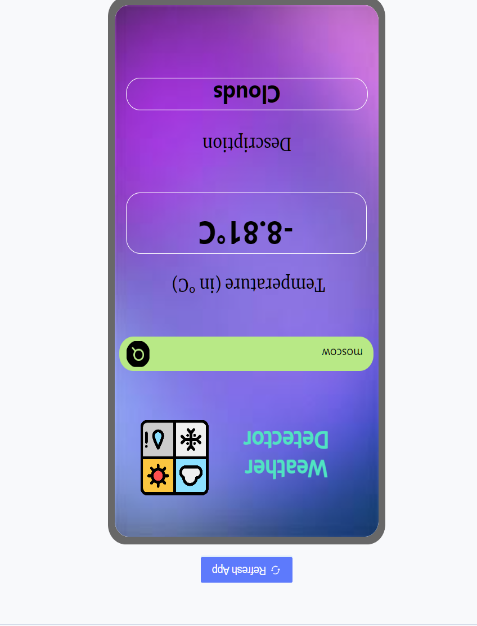 Refresh App
Weather
Detector
moscow
Temperature (in °C)
-8.81°C
Description
Clouds